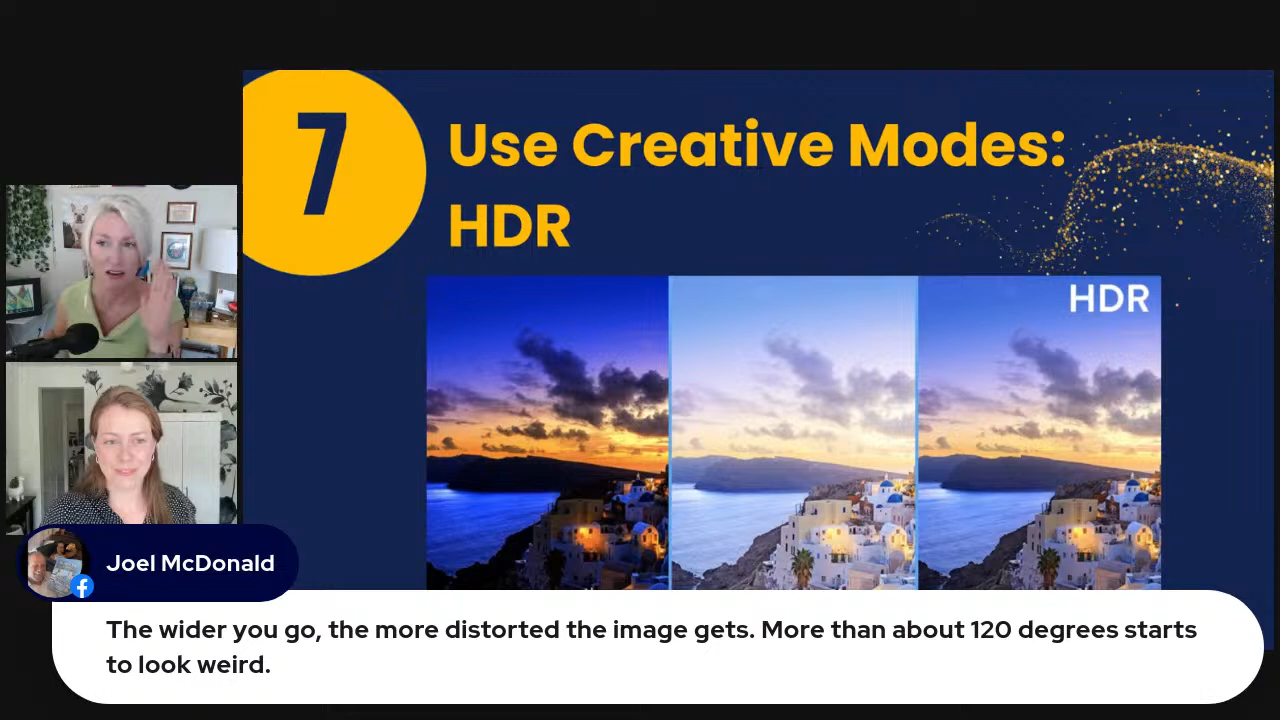 7
Use Creative Modes:
HDR
HDR
Joel McDonald
The wider you go, the more distorted the image gets. More than about 120 degrees starts
to look weird.